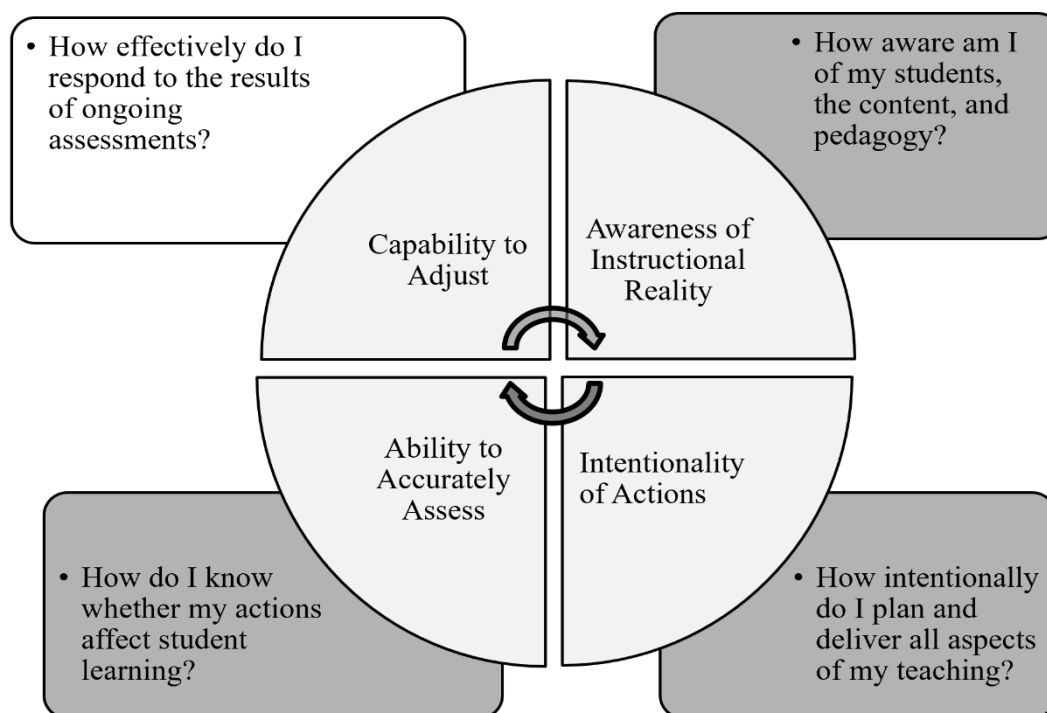 • How effectively do I
respond to the results
of ongoing
assessments?
• How aware am I
of my students,
the content, and
pedagogy?
Capability to
Adjust
Awareness of
Instructional
Reality
Ability to
Accurately
Assess
Intentionality
of Actions
• How do I know
whether my actions
affect student
learning?
• How intentionally
do I plan and
deliver all aspects
of my teaching?